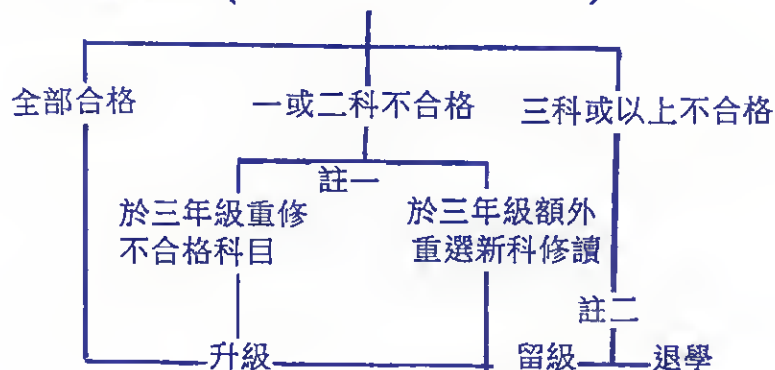 全部合格
一或二科不合格
三科或以上不合格
註一
於三年級重修
不合格科目
於三年級額外
重選新科修讀
註二
升級
留級
退學